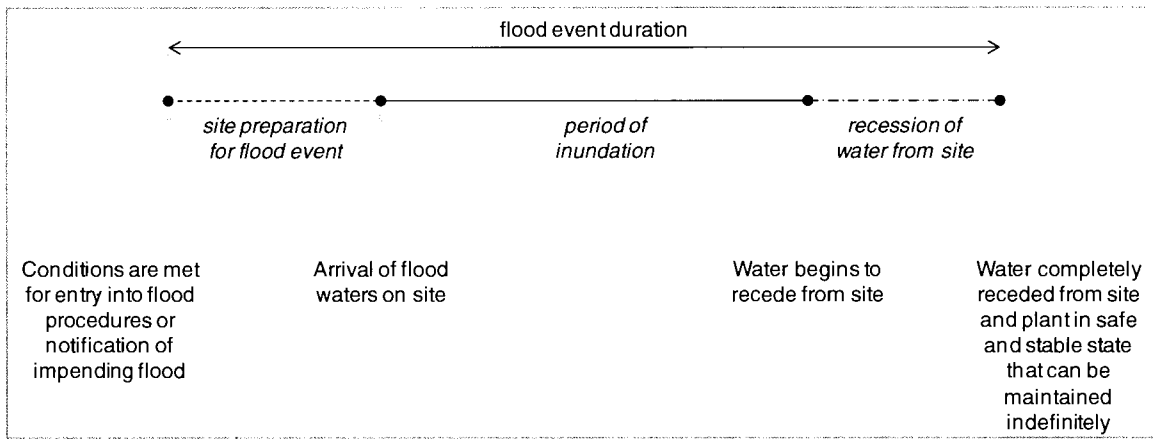 flood event duration
site preparation
for flood event
period of
inundation
recession of
water from site
Conditions are met
for entry into flood
procedures or
notification of
impending flood
Arrival of flood
waters on site
Water begins to
recede from site
Water completely
receded from site
and plant in safe
and stable state
that can be
maintained
indefinitely